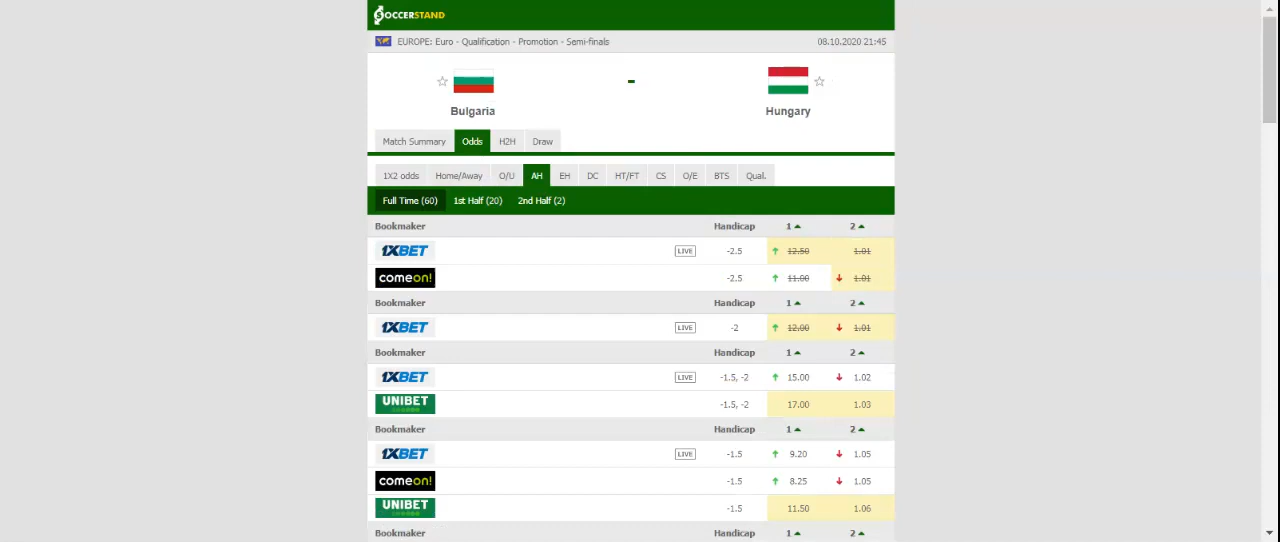 SOCCERSTAND
EUROPE: Euro - Qualification - Promotion - Semi-finals 08.10.2020 21:45
-
Bulgaria Hungary
Match Summary Odds H2H Draw
1X2 odds Home/Away O/U AH EH DC HT/FT CS O/E BTS Qual.
Full Time (60) 1st Half (20) 2nd Half (2)
Bookmaker Handicap 1 2
1XBET LIVE -2.5 12.50 1.01
comeon! -2.5 11.00 1.01
Bookmaker Handicap 1 2
1XBET LIVE -2 12.00 1.01
Bookmaker Handicap 1 2
1XBET LIVE -1.5, -2 15.00 1.02
UNIBET -1.5, -2 17.00 1.03
Bookmaker Handicap 1 2
1XBET LIVE -1.5 9.20 1.05
comeon! -1.5 8.25 1.05
UNIBET -1.5 11.50 1.06
Bookmaker Handicap 1 2